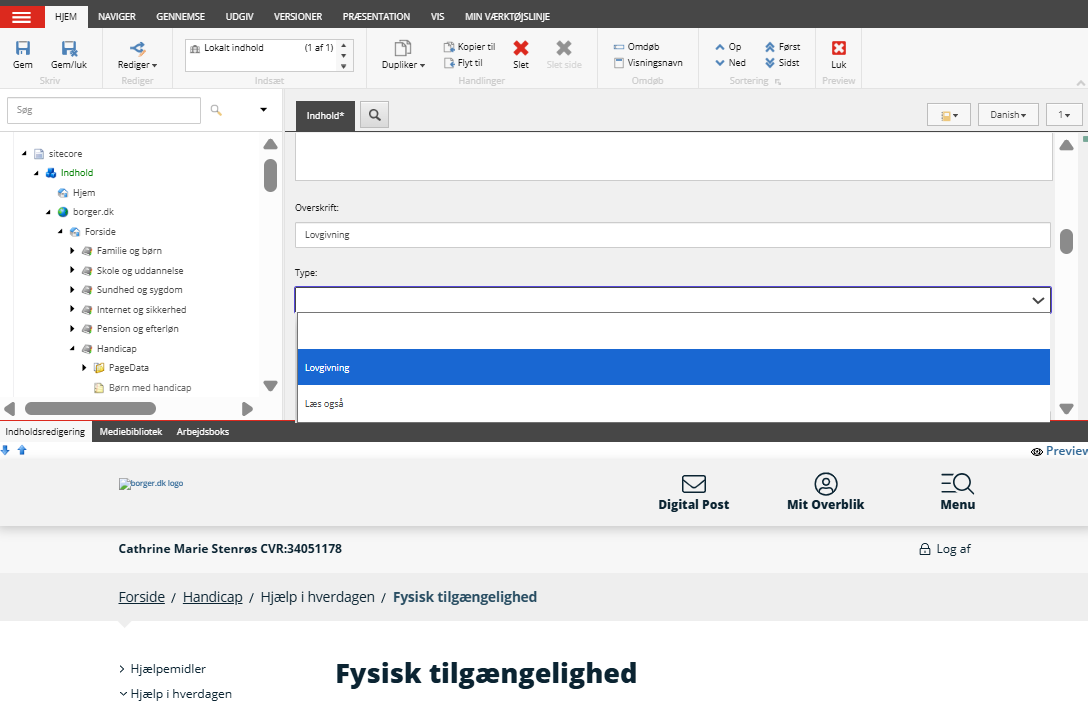 HJEM NAVIGER GENNEMSE UDGIV VERSIONER PRÆSENTATION VIS MIN VÆRKTØJSLINJE
Gem Gem/luk Rediger Lokalt indhold (1 af 1) Dupliker Kopier til Flyt til Slet Slet side Omdøb Visningsnavn Op Ned Først Sidst Luk
Skriv Rediger Indsæt Handlinger Omdøb Sortering Preview
Søg
Indhold* Danish 1
sitecore
Indhold
Hjem
borger.dk
Forside
Familie og børn
Skole og uddannelse
Sundhed og sygdom
Internet og sikkerhed
Pension og efterløn
Handicap
PageData
Børn med handicap
Overskrift:
Lovgivning
Type:
Lovgivning
Læs også
Indholdsredigering Mediebibliotek Arbejdsboks
Preview
borger.dk logo
Digital Post Mit Overblik Menu
Cathrine Marie Stenrøs CVR:34051178 Log af
Forside / Handicap / Hjælp i hverdagen / Fysisk tilgængelighed
Hjælpemidler
Hjælp i hverdagen
Fysisk tilgængelighed